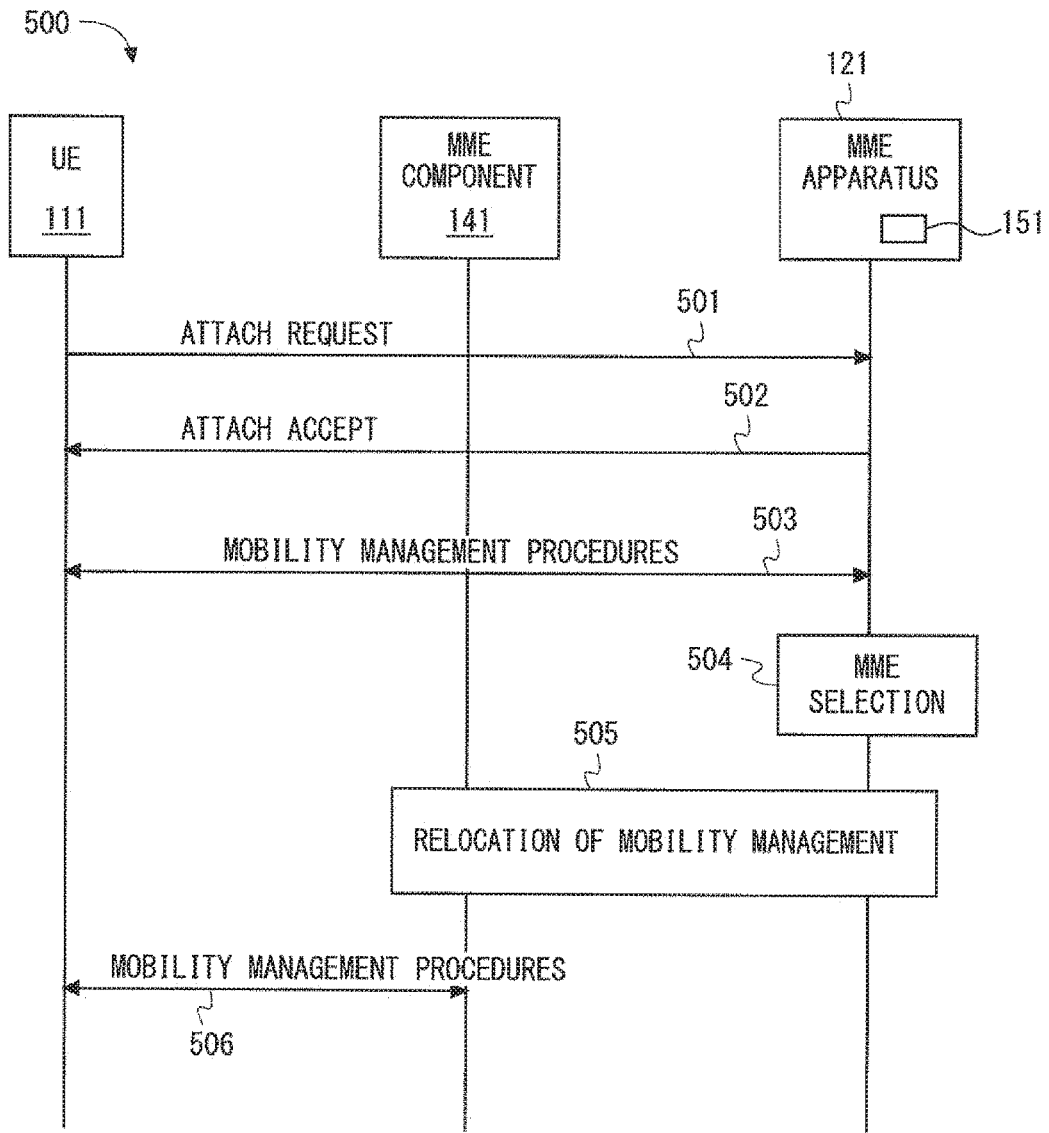 500
121
UE
111
MME
COMPONENT
141
MME
APPARATUS
151
501
ATTACH REQUEST
502
ATTACH ACCEPT
503
MOBILITY MANAGEMENT PROCEDURES
504
MME
SELECTION
505
RELOCATION OF MOBILITY MANAGEMENT
MOBILITY MANAGEMENT PROCEDURES
506